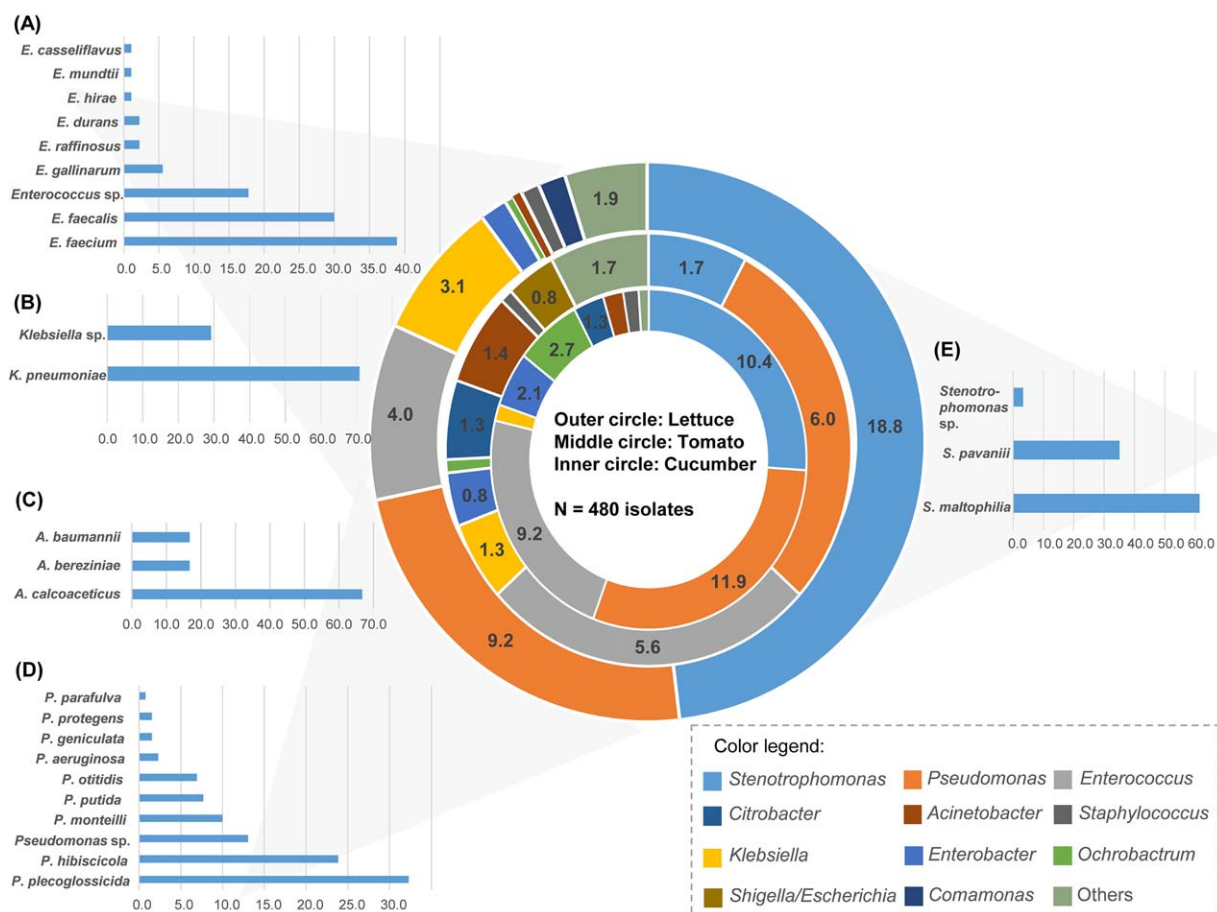 (A)
E. casseliflavus
E. mundtii
E. hirae
E. durans
E. raffinosus
E. gallinarum
Enterococcus sp.
E. faecalis
E. faecium
0.0 5.0 10.0 15.0 20.0 25.0 30.0 35.0 40.0
(B)
Klebsiella sp.
K. pneumoniae
0.0 10.0 20.0 30.0 40.0 50.0 60.0 70.0
(C)
A. baumannii
A. bereziniae
A. calcoaceticus
0.0 10.0 20.0 30.0 40.0 50.0 60.0 70.0
(D)
P. parafulva
P. protegens
P. geniculata
P. aeruginosa
P. otitidis
P. putida
P. monteilli
Pseudomonas sp.
P. hibiscicola
P. plecoglossicida
0.0 5.0 10.0 15.0 20.0 25.0 30.0
1.9
18.8
9.2
4.0
3.1
1.7
6.0
5.6
1.3
0.8
1.3
1.4
0.8
1.7
10.4
11.9
9.2
2.1
2.7
1.3
Outer circle: Lettuce
Middle circle: Tomato
Inner circle: Cucumber
N = 480 isolates
(E)
Stenotro-
phomonas
sp.
S. pavanii
S. maltophilia
0.0 10.0 20.0 30.0 40.0 50.0 60.0
Color legend:
Stenotrophomonas Pseudomonas Enterococcus
Citrobacter Acinetobacter Staphylococcus
Klebsiella Enterobacter Ochrobactrum
Shigella/Escherichia Comamonas Others